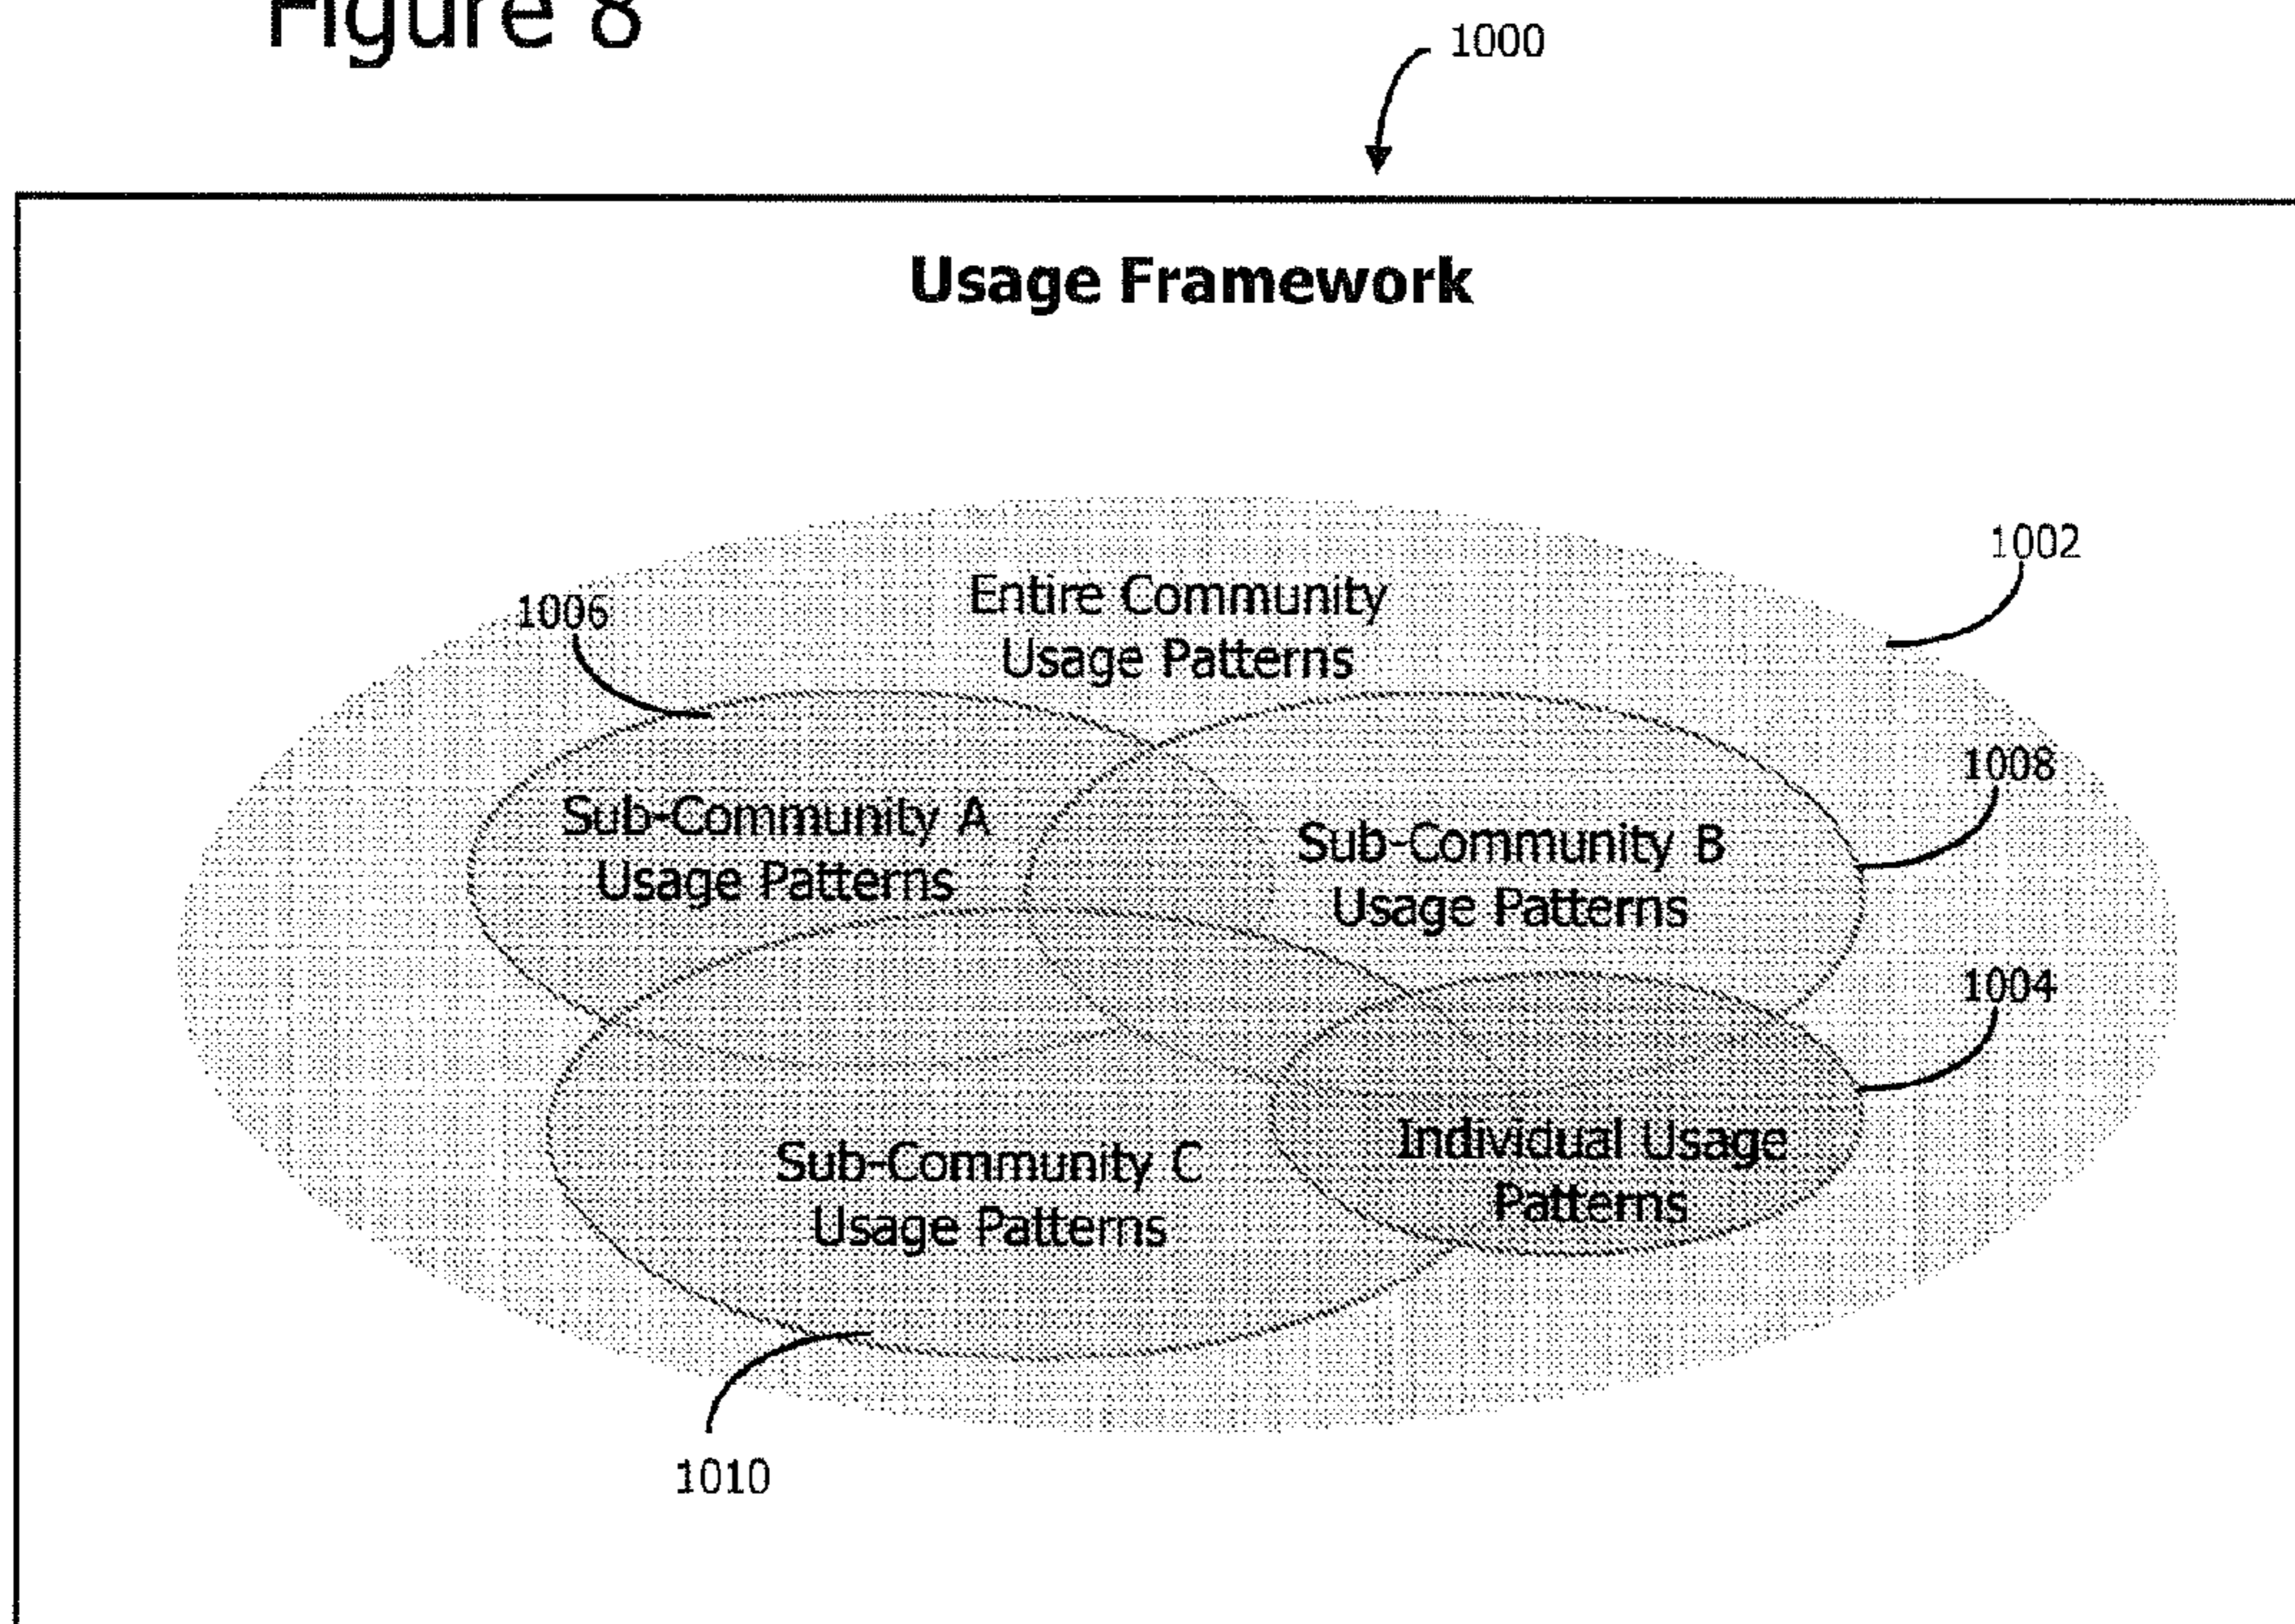 Figure 8
1000
Usage Framework
1002
Entire Community
Usage Patterns
1006
1008
Sub-Community A
Usage Patterns
Sub-Community B
Usage Patterns
1004
Individual Usage
Patterns
Sub-Community C
Usage Patterns
1010